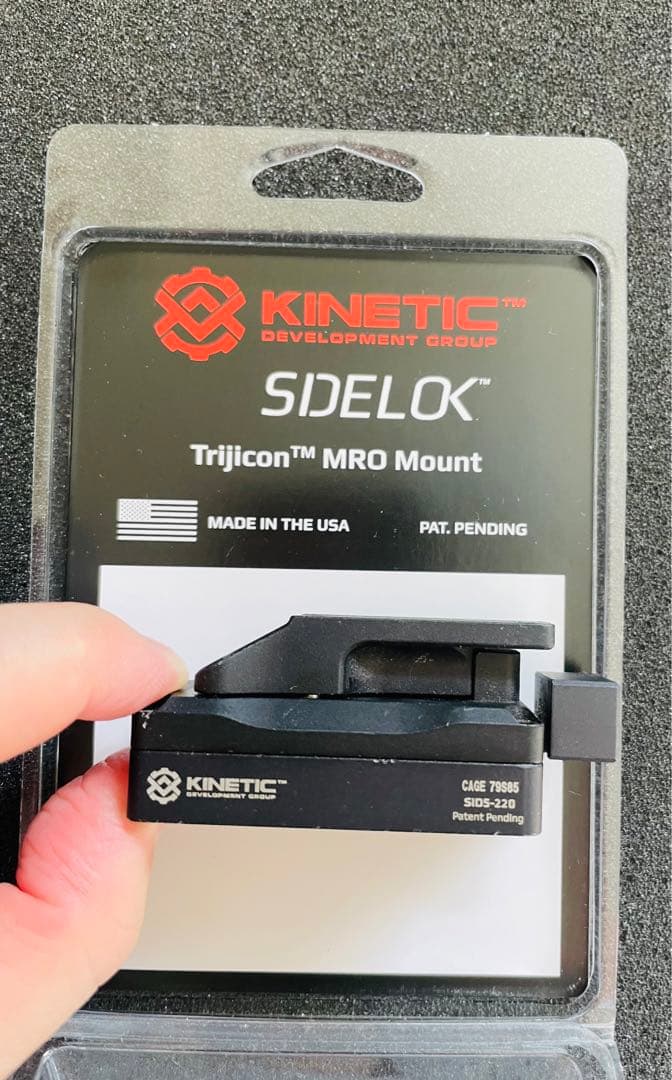 KINETIC™
DEVELOPMENT GROUP
SIDELOK™
Trijicon™ MRO Mount
MADE IN THE USA PAT. PENDING
KINETIC™
DEVELOPMENT GROUP
CAGE 79S85
SID5-220
Patent Pending